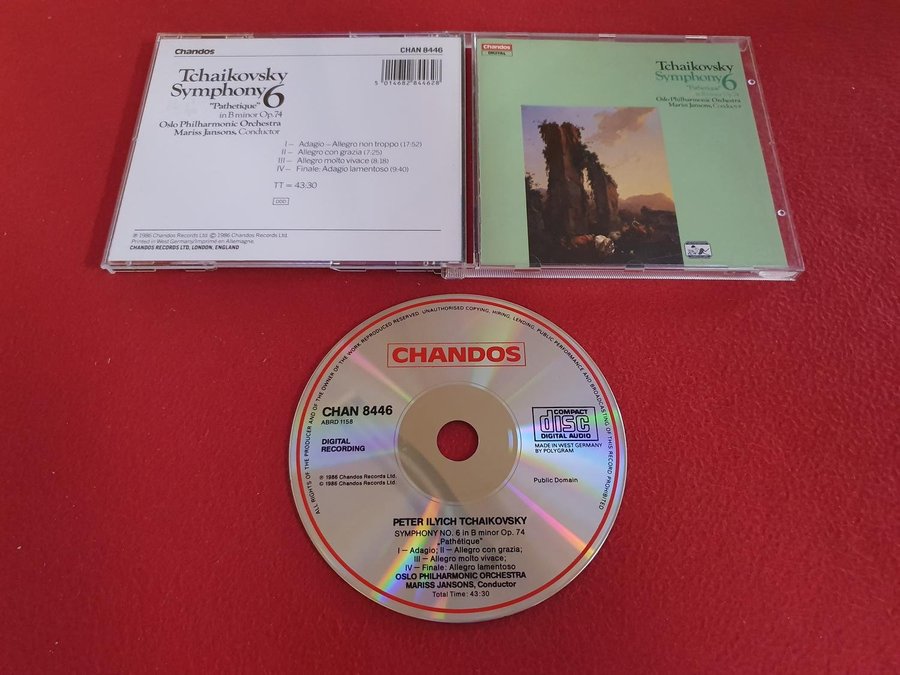 Chandos
CHAN 8446
5 014682 844628
Tchaikovsky
Symphony 6
"Pathetique"
in B minor Op.74
Oslo Philharmonic Orchestra
Mariss Jansons, Conductor
I – Adagio – Allegro non troppo (17:52)
II – Allegro con grazia (7:25)
III – Allegro molto vivace (8:18)
IV – Finale: Adagio lamentoso (9:40)
TT = 43:30
DDD
℗ 1986 Chandos Records Ltd. © 1986 Chandos Records Ltd.
Printed in West Germany/Imprimé en Allemagne.
CHANDOS RECORDS LTD, LONDON, ENGLAND
Chandos
DIGITAL
Tchaikovsky
Symphony 6
"Pathetique"
in B minor Op. 74
Oslo Philharmonic Orchestra
Mariss Jansons, Conductor
ALL RIGHTS OF THE PRODUCER AND OF THE OWNER OF THE WORK REPRODUCED RESERVED. UNAUTHORISED COPYING, HIRING, LENDING, PUBLIC PERFORMANCE AND BROADCASTING OF THIS RECORD PROHIBITED
CHANDOS
CHAN 8446
ABRD 1158
DIGITAL
RECORDING
COMPACT
disc
DIGITAL AUDIO
MADE IN WEST GERMANY
BY POLYGRAM
℗ 1986 Chandos Records Ltd.
© 1986 Chandos Records Ltd.
Public Domain
PETER ILYICH TCHAIKOVSKY
SYMPHONY NO. 6 in B minor Op. 74
„Pathétique"
I – Adagio; II – Allegro con grazia;
III – Allegro molto vivace;
IV – Finale: Allegro lamentoso
OSLO PHILHARMONIC ORCHESTRA
MARISS JANSONS, Conductor
Total Time: 43:30